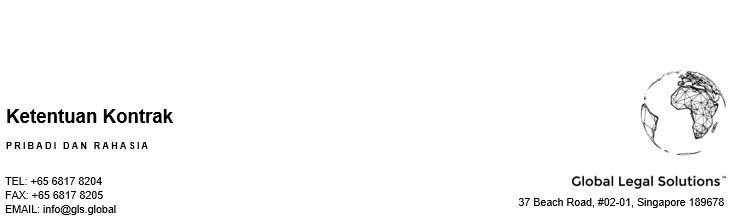 Ketentuan Kontrak
PRIBADI DAN RAHASIA
TEL: +65 6817 8204
FAX: +65 6817 8205
EMAIL: info@gls.global
Global Legal Solutions™
37 Beach Road, #02-01, Singapore 189678